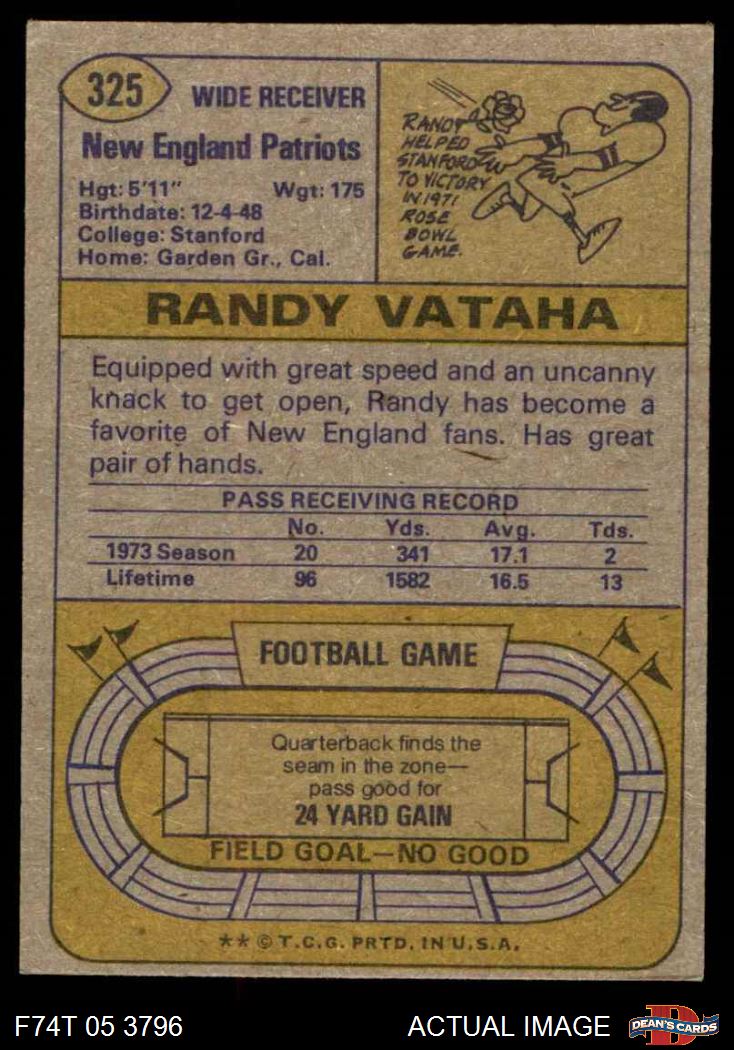 325
WIDE RECEIVER
New England Patriots
Hgt: 5'11" Wgt: 175
Birthdate: 12-4-48
College: Stanford
Home: Garden Gr., Cal.
RANDY
HELPED
STANFORD
TO VICTORY
IN 1971
ROSE
BOWL
GAME.
RANDY VATAHA
Equipped with great speed and an uncanny
knack to get open, Randy has become a
favorite of New England fans. Has great
pair of hands.
PASS RECEIVING RECORD
No. Yds. Avg. Tds.
1973 Season 20 341 17.1 2
Lifetime 96 1582 16.5 13
FOOTBALL GAME
Quarterback finds the
seam in the zone—
pass good for
24 YARD GAIN
FIELD GOAL—NO GOOD
** © T.C.G. PRTD. IN U.S.A.
F74T 05 3796 ACTUAL IMAGE DEAN'S CARDS